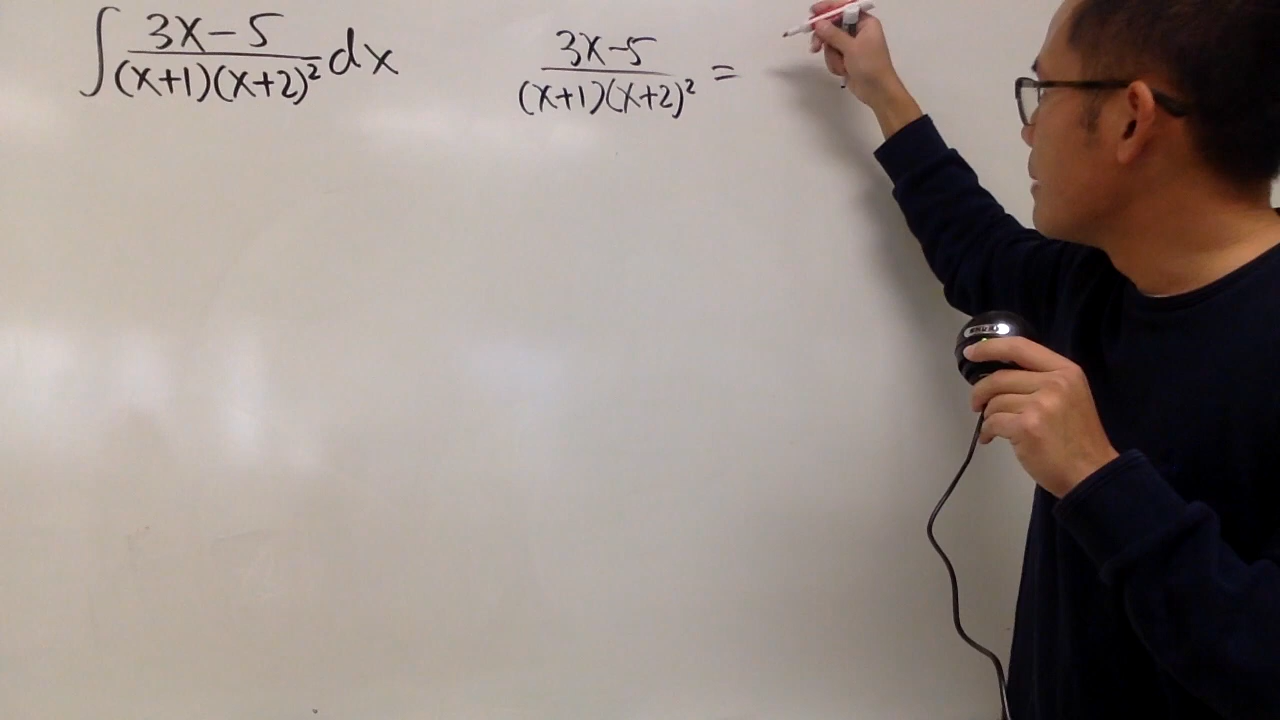 ∫ (3x-5)/((x+1)(x+2)²) dx
(3x-5)/((x+1)(x+2)²) =